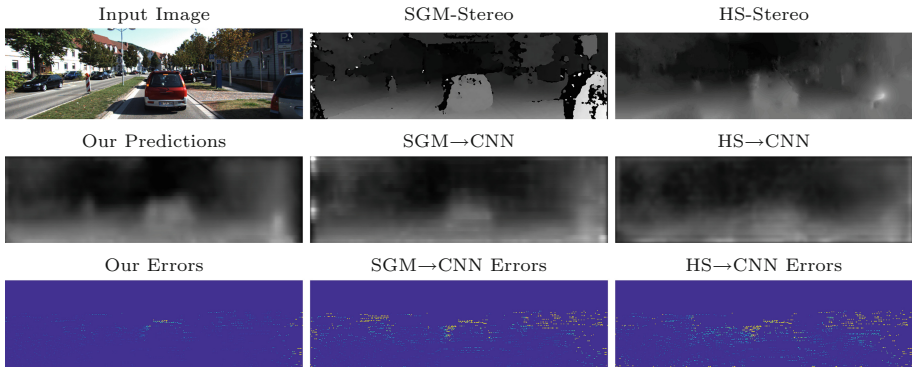 Input Image
SGM-Stereo
HS-Stereo
Our Predictions
SGM→CNN
HS→CNN
Our Errors
SGM→CNN Errors
HS→CNN Errors